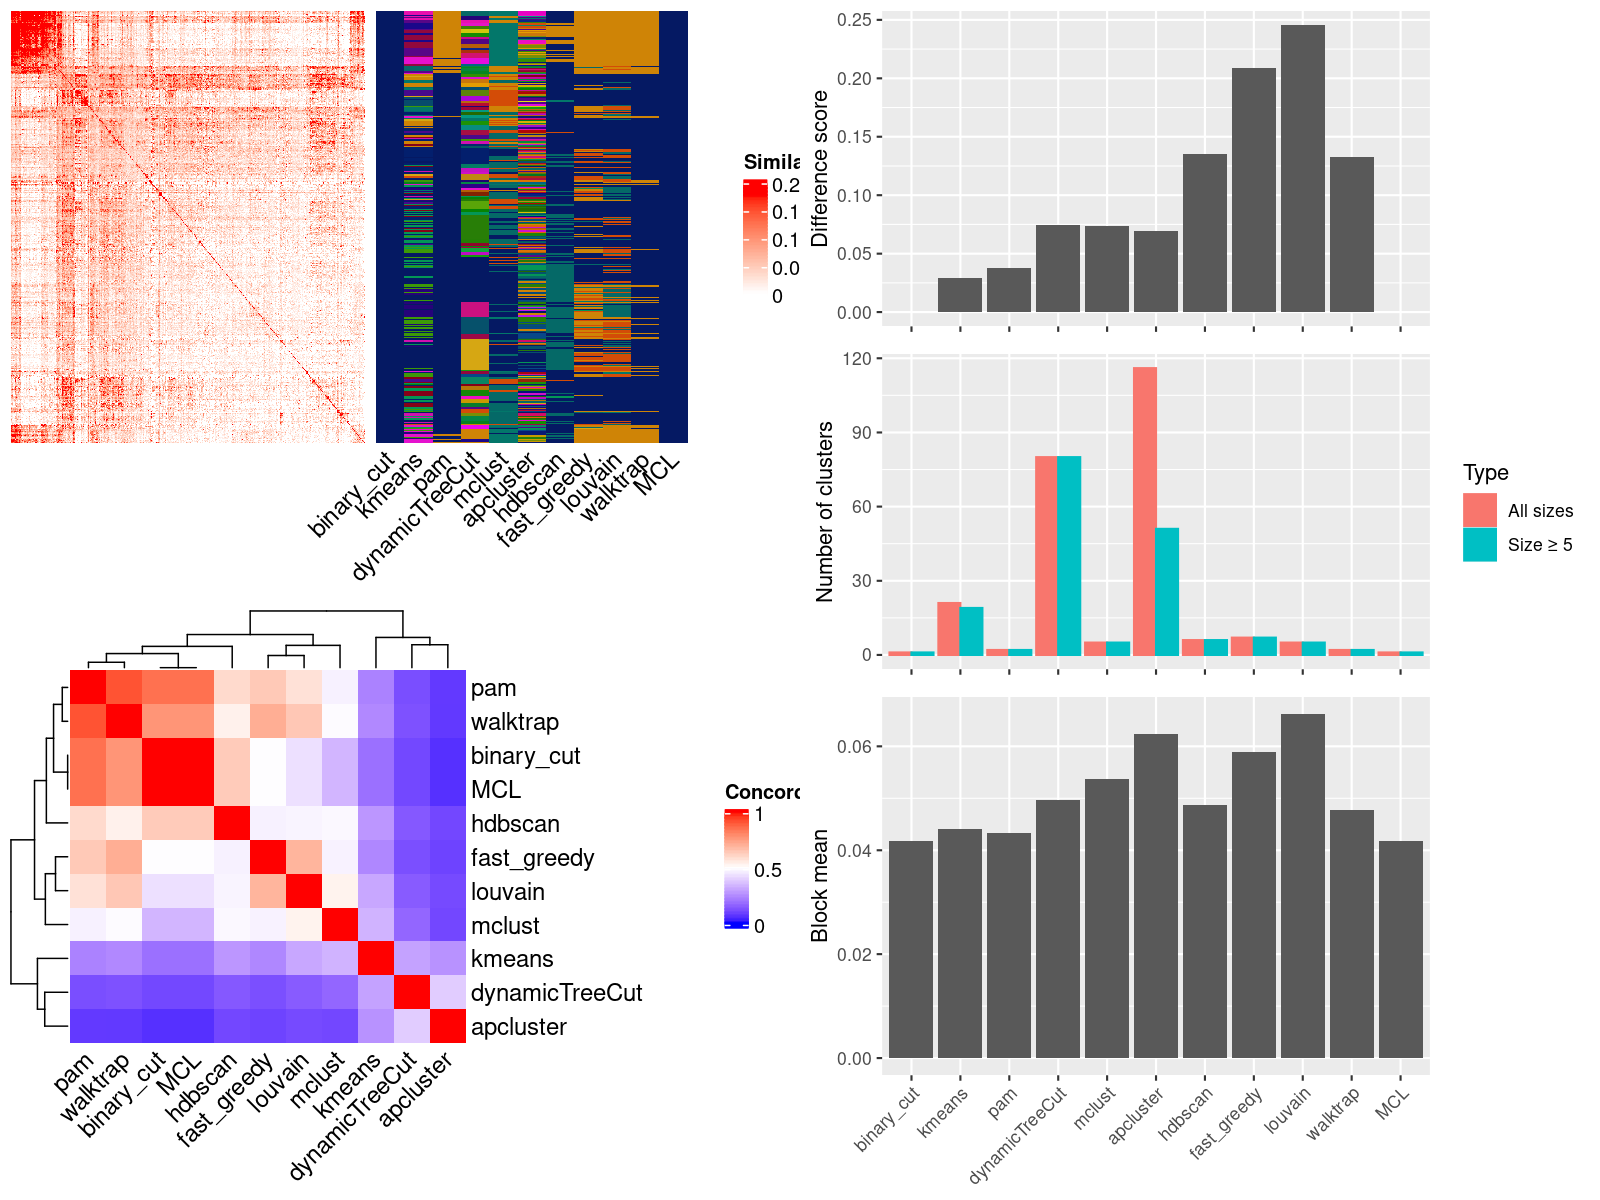 Simila
0.2
0.1
0.1
0.0
0
binary_cut
kmeans
pam
dynamicTreeCut
mclust
apcluster
hdbscan
fast_greedy
louvain
walktrap
MCL
pam
walktrap
binary_cut
MCL
hdbscan
fast_greedy
louvain
mclust
kmeans
dynamicTreeCut
apcluster
Concord
1
0.5
0
pam
walktrap
binary_cut
MCL
hdbscan
fast_greedy
louvain
mclust
kmeans
dynamicTreeCut
apcluster
Difference score
0.25
0.20
0.15
0.10
0.05
0.00
Number of clusters
120
90
60
30
0
Type
All sizes
Size ≥ 5
Block mean
0.06
0.04
0.02
0.00
binary_cut
kmeans
pam
dynamicTreeCut
mclust
apcluster
hdbscan
fast_greedy
louvain
walktrap
MCL